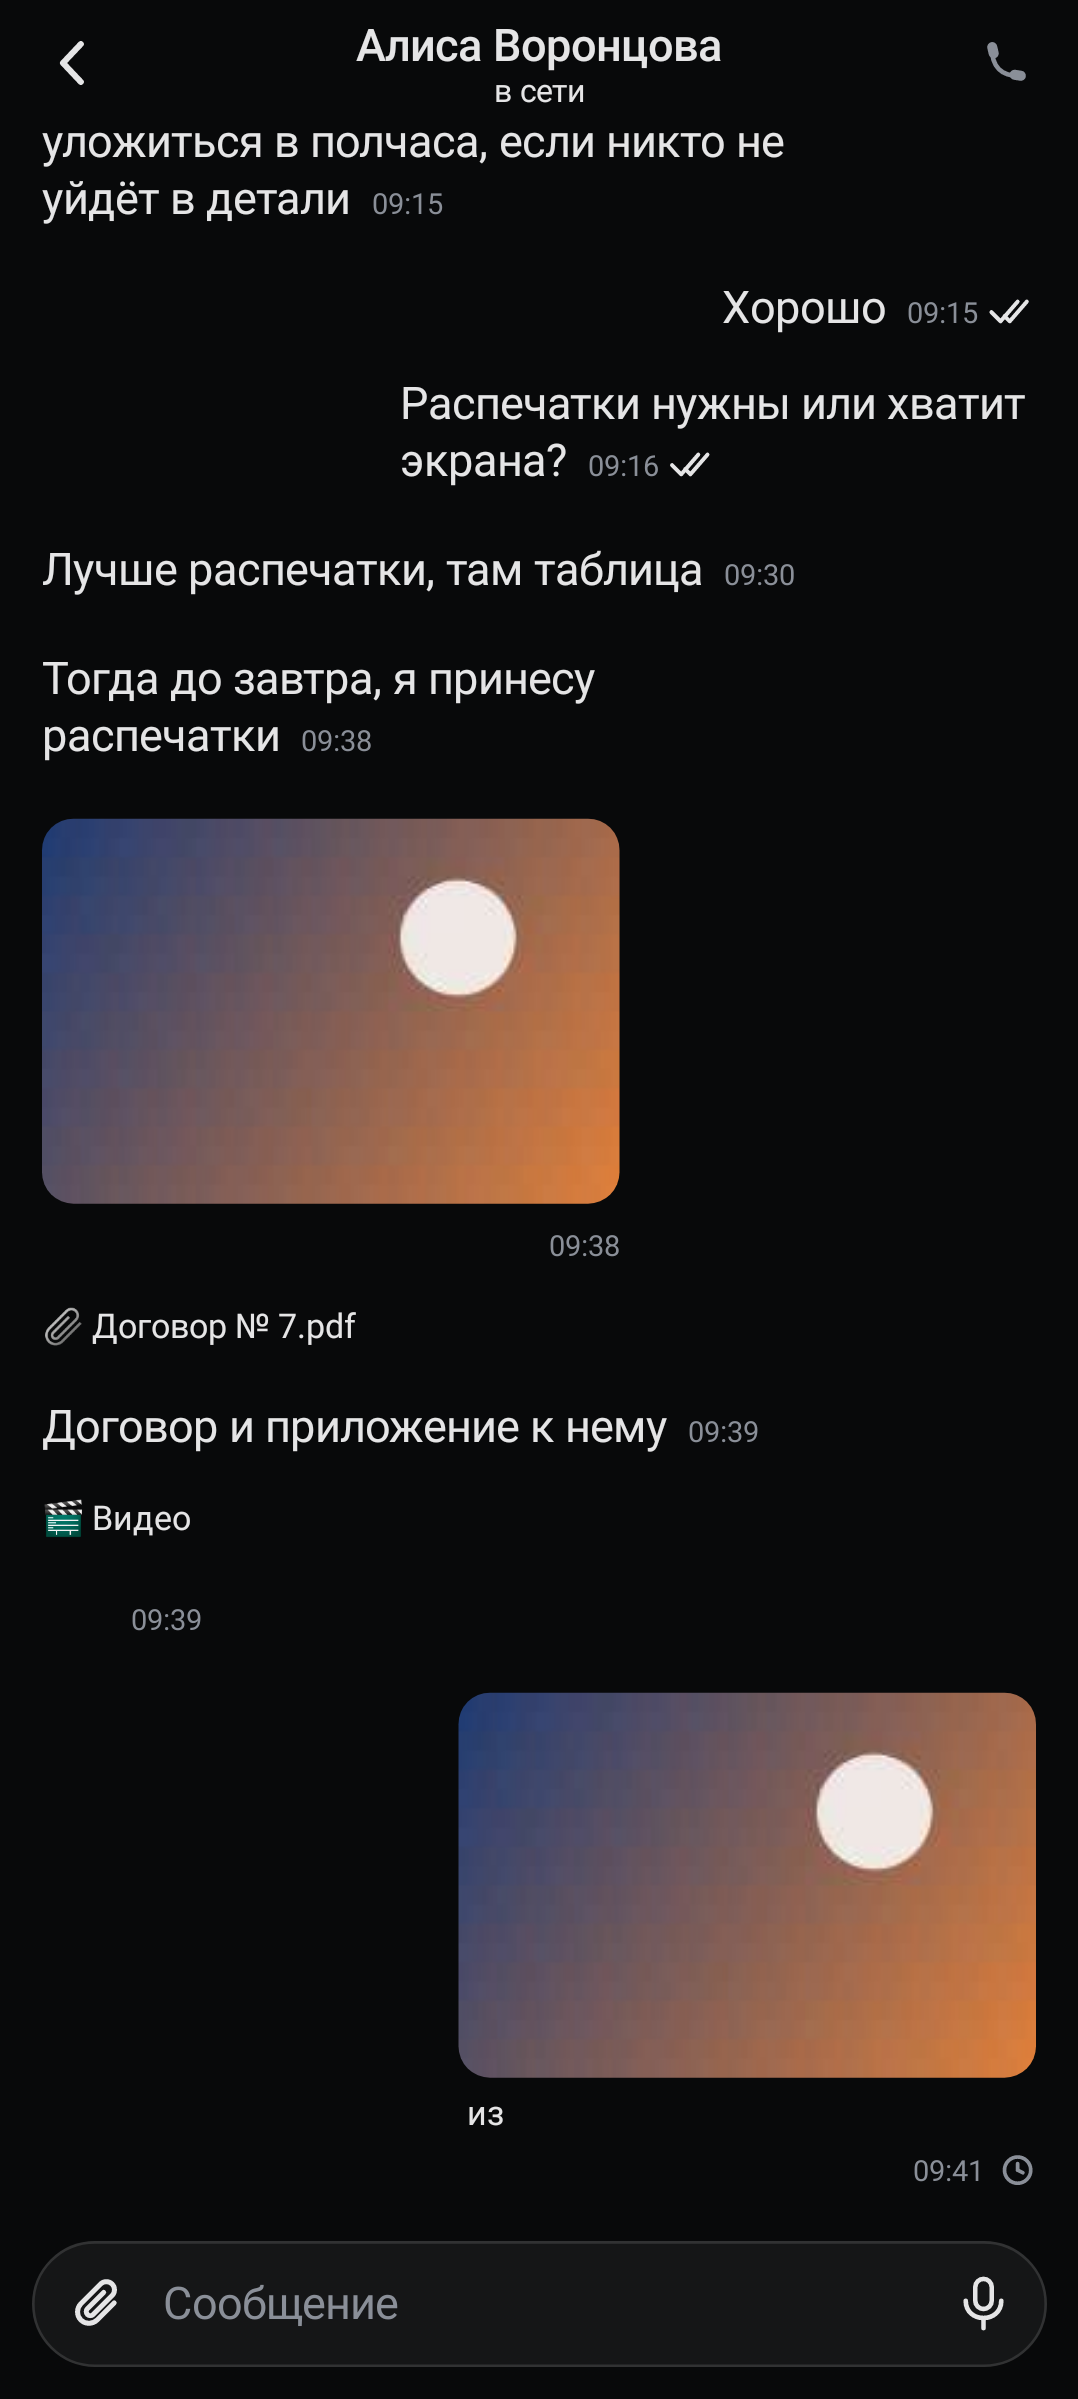 Алиса Воронцова
в сети
уложиться в полчаса, если никто не
уйдёт в детали 09:15
Хорошо 09:15
Распечатки нужны или хватит
экрана? 09:16
Лучше распечатки, там таблица 09:30
Тогда до завтра, я принесу
распечатки 09:38
09:38
Договор № 7.pdf
Договор и приложение к нему 09:39
Видео
09:39
из
09:41
Сообщение